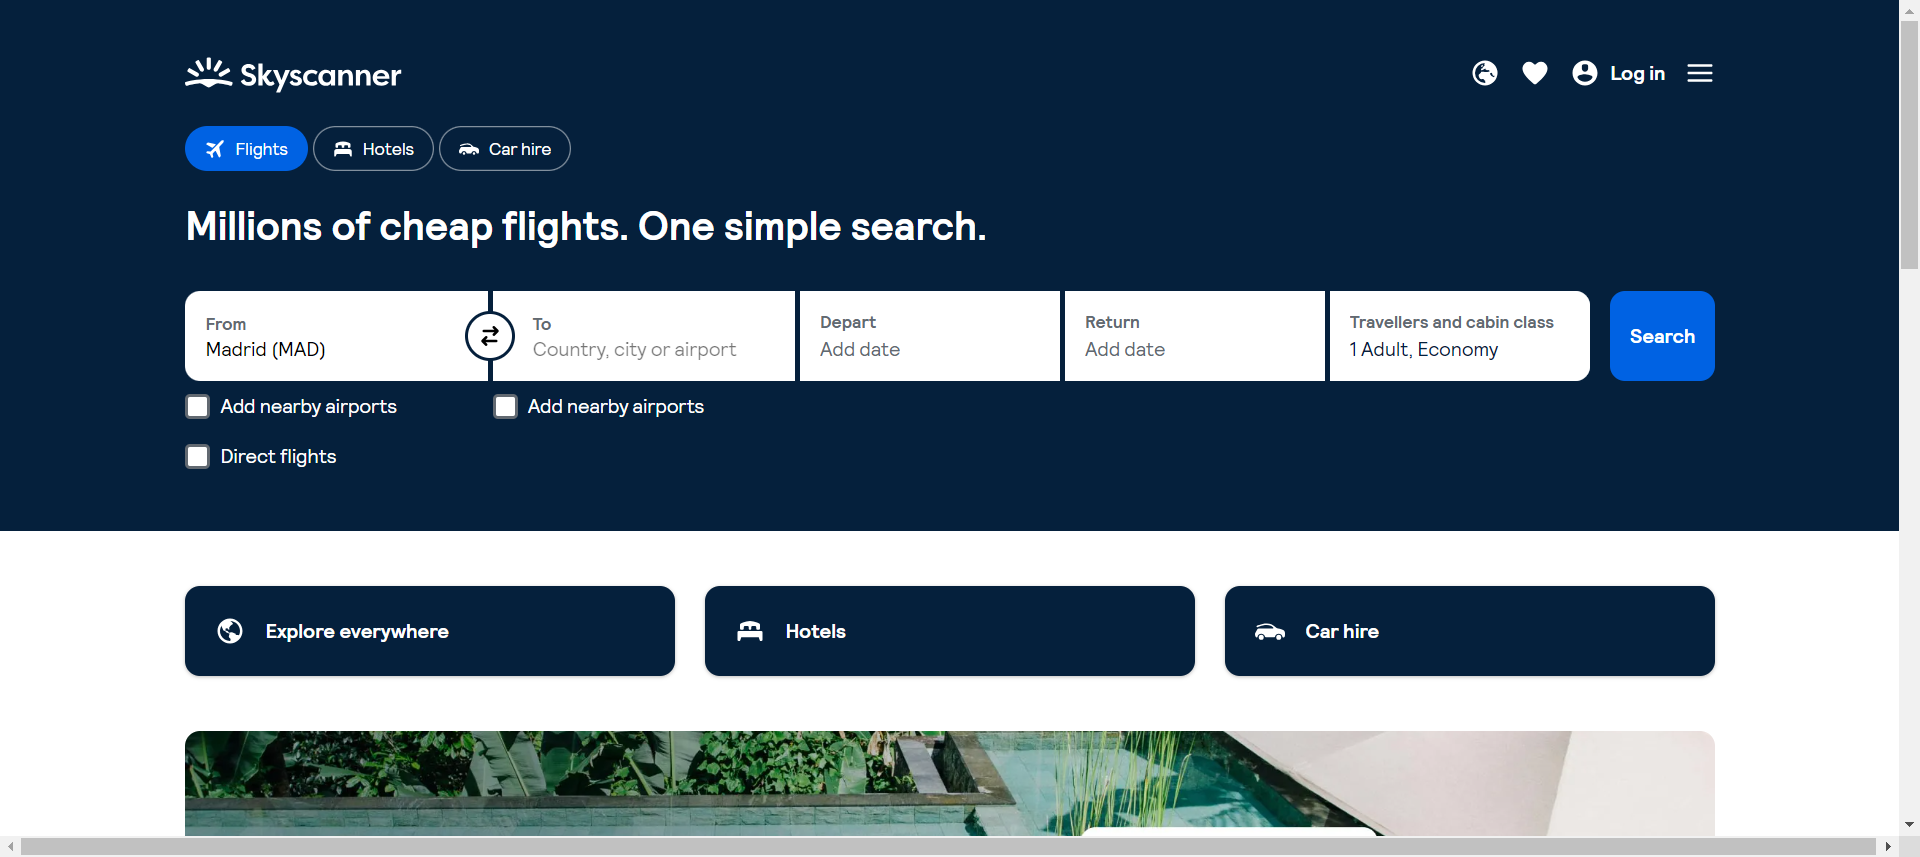 Skyscanner
Log in
Flights
Hotels
Car hire
Millions of cheap flights. One simple search.
From
Madrid (MAD)
To
Country, city or airport
Depart
Add date
Return
Add date
Travellers and cabin class
1 Adult, Economy
Search
Add nearby airports
Add nearby airports
Direct flights
Explore everywhere
Hotels
Car hire